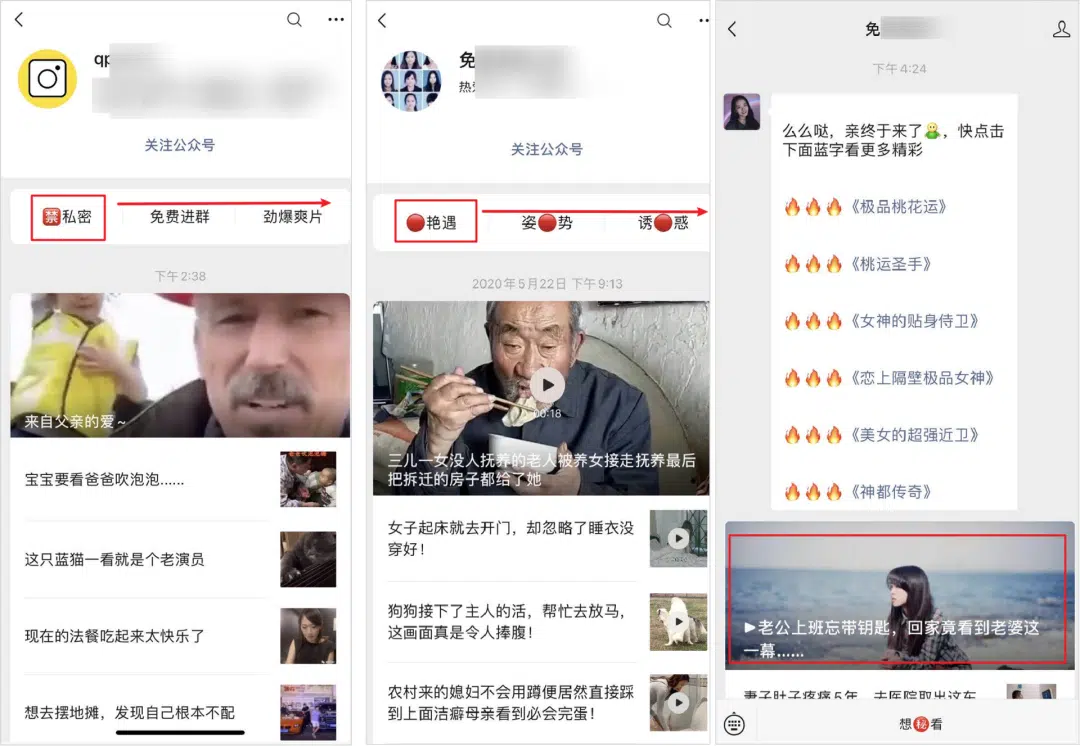 qp
关注公众号
禁私密
免费进群
劲爆爽片
下午 2:38
来自父亲的爱~
宝宝要看爸爸吹泡泡......
这只蓝猫一看就是个老演员
现在的法餐吃起来太快乐了
想去摆地摊，发现自己根本不配
免
关注公众号
艳遇
姿势
诱惑
2020年5月22日 下午9:13
00:18
三儿一女没人抚养的老人被养女接走抚养最后
把拆迁的房子都给了她
女子起床就去开门，却忽略了睡衣没
穿好！
狗狗接下了主人的活，帮忙去放马，
这画面真是令人捧腹！
农村来的媳妇不会用蹲便居然直接踩
到上面洁癖母亲看到必会完蛋！
免
下午 4:24
么么哒，亲终于来了，快点击
下面蓝字看更多精彩
《极品桃花运》
《桃运圣手》
《女神的贴身侍卫》
《恋上隔壁极品女神》
《美女的超强近卫》
《神都传奇》
▶老公上班忘带钥匙，回家竟看到老婆这
一幕......
妻子肚子疼痛5年，去医院取出这东
想㊙看